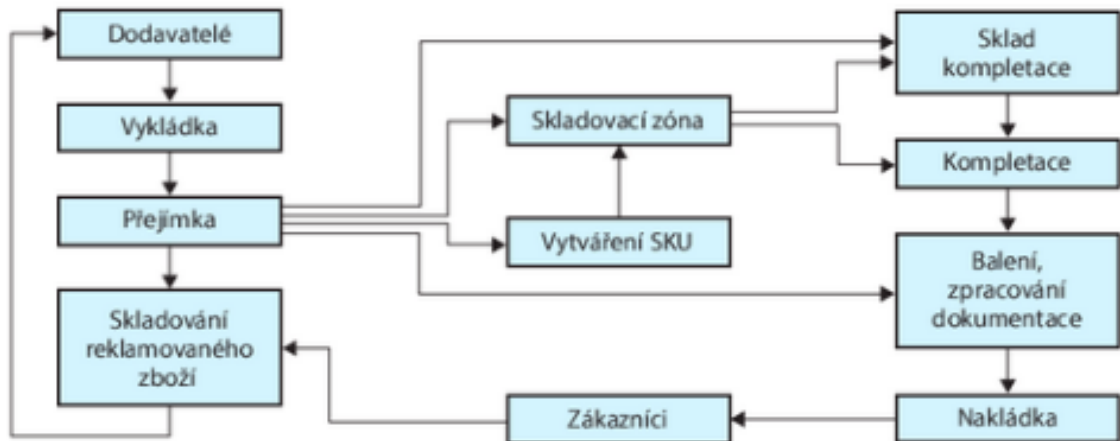 Dodavatelé
Vykládka
Přejímka
Skladování
reklamovaného
zboží
Skladovací zóna
Vytváření SKU
Zákazníci
Sklad
kompletace
Kompletace
Balení,
zpracování
dokumentace
Nakládka